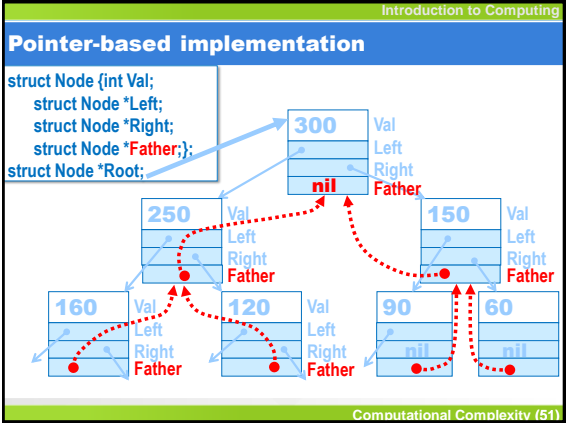 Introduction to Computing
Pointer-based implementation
struct Node {int Val;
struct Node *Left;
struct Node *Right;
struct Node *Father;};
struct Node *Root;
300 Val
Left
Right
nil Father
250 Val
Left
Right
Father
150 Val
Left
Right
Father
160 Val
Left
Right
Father
120 Val
Left
Right
Father
90
nil
60
nil
Computational Complexity (51)